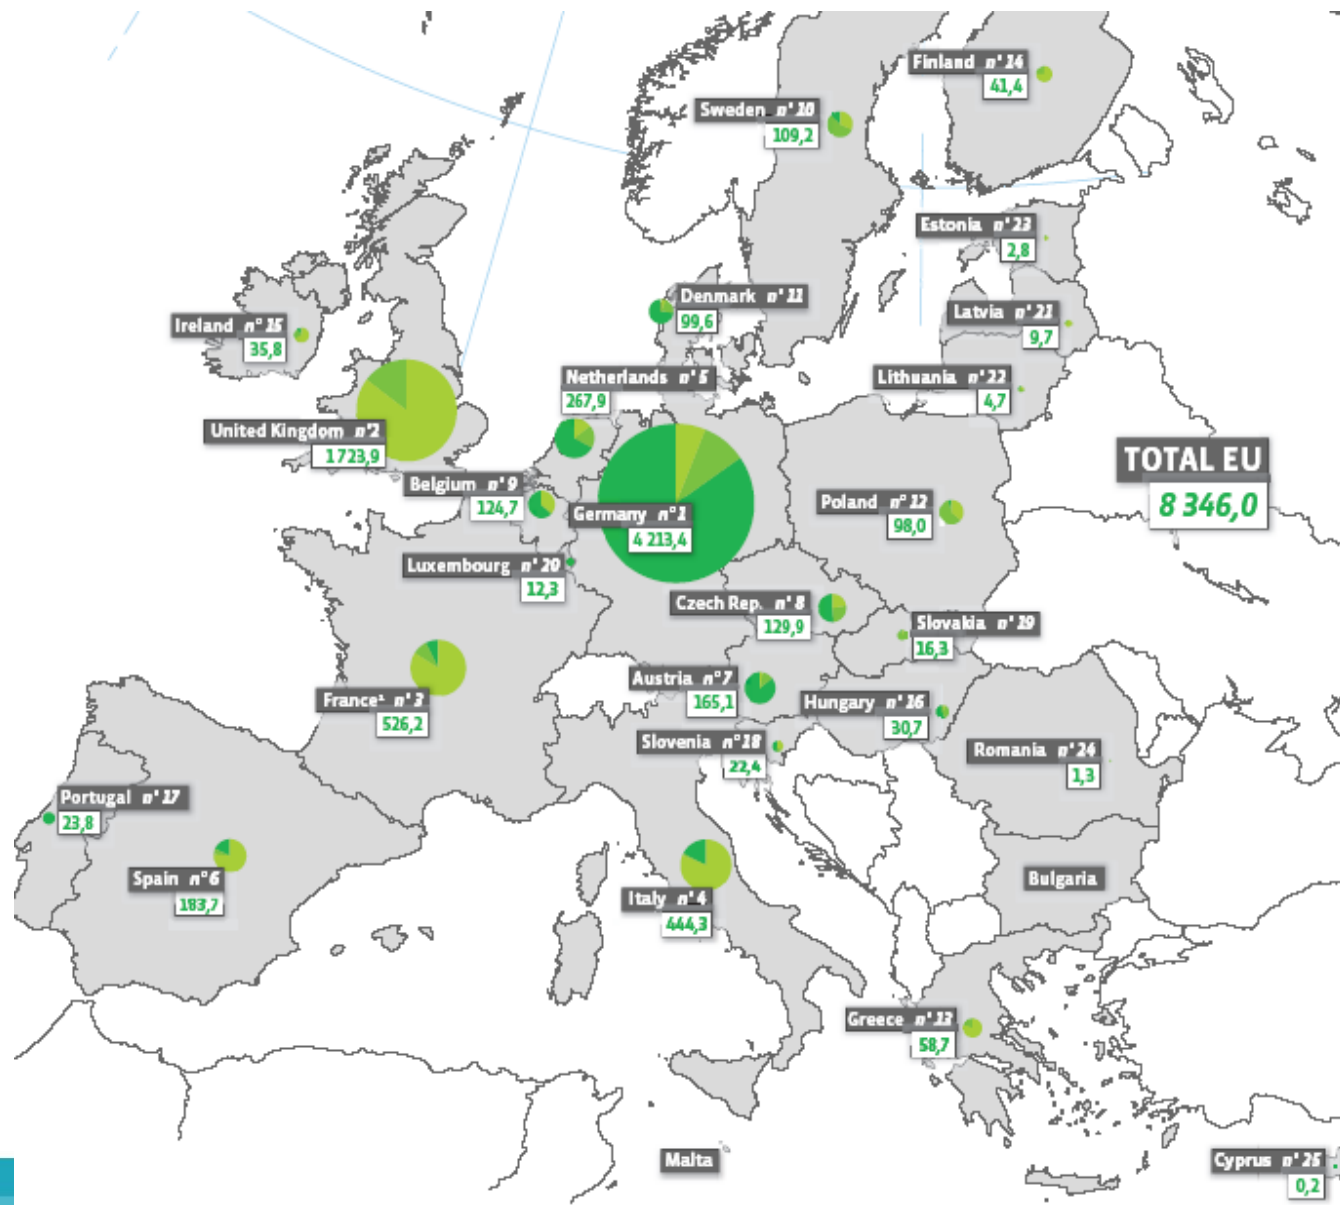 Finland n° 14
41,4
Sweden n° 10
109,2
Estonia n° 23
2,8
Denmark n° 11
99,6
Latvia n° 21
9,7
Ireland n° 15
35,8
Netherlands n° 5
267,9
Lithuania n° 22
4,7
United Kingdom n°2
1 723,9
TOTAL EU
8 346,0
Belgium n° 9
124,7
Germany n°1
4 213,4
Poland n° 12
98,0
Luxembourg n° 20
12,3
Czech Rep. n° 8
129,9
Slovakia n° 19
16,3
Austria n°7
165,1
France¹ n° 3
526,2
Hungary n° 16
30,7
Slovenia n°18
22,4
Romania n° 24
1,3
Portugal n° 17
23,8
Spain n°6
183,7
Bulgaria
Italy n° 4
444,3
Greece n° 13
58,7
Malta
Cyprus n° 25
0,2